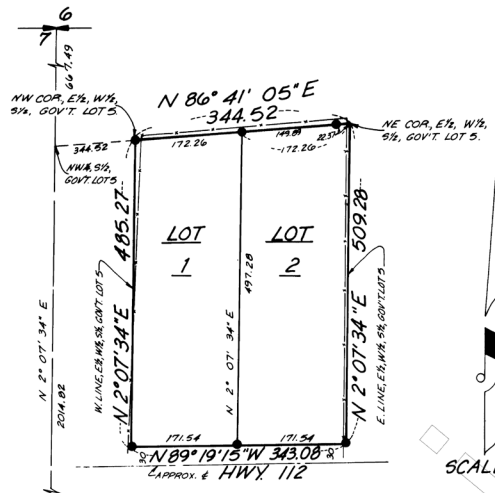 6
7
667.49
NW COR., E½, W½,
S½, GOV'T. LOT 5.
N 86° 41' 05" E
344.52
NE COR., E½, W½,
S½, GOV'T. LOT 5.
344.52
172.26
149.89
22.37
172.26
NW¼, S½,
GOV'T. LOT 5
485.27
LOT
1
LOT
2
509.28
497.28
W. LINE, E½, W½, S½, GOV'T. LOT 5
N 2° 07' 34" E
N 2° 07' 34" E
N 2° 07' 34" E
E. LINE, E½, W½, S½, GOV'T. LOT 5
N 2° 07' 34" E
2014.82
171.54
171.54
30
N 89° 19' 15" W 343.08
30
APPROX. ℄ HWY. 112
SCALE